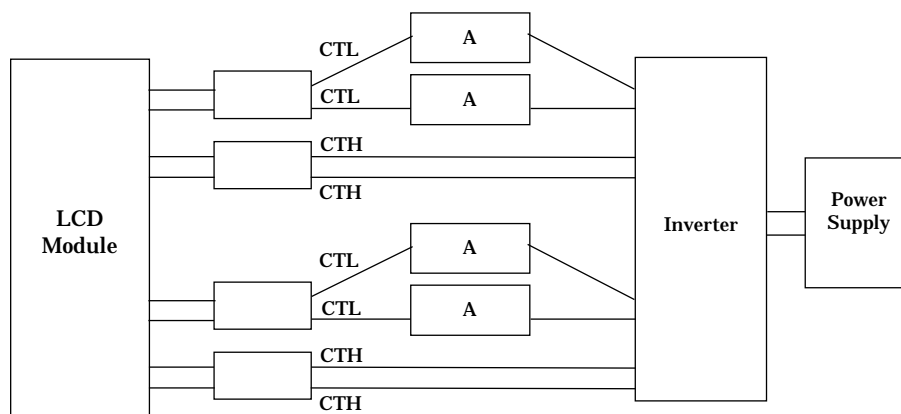 CTL
A
CTL
A
CTH
CTH
LCD
Module
Inverter
Power
Supply
CTL
A
CTL
A
CTH
CTH